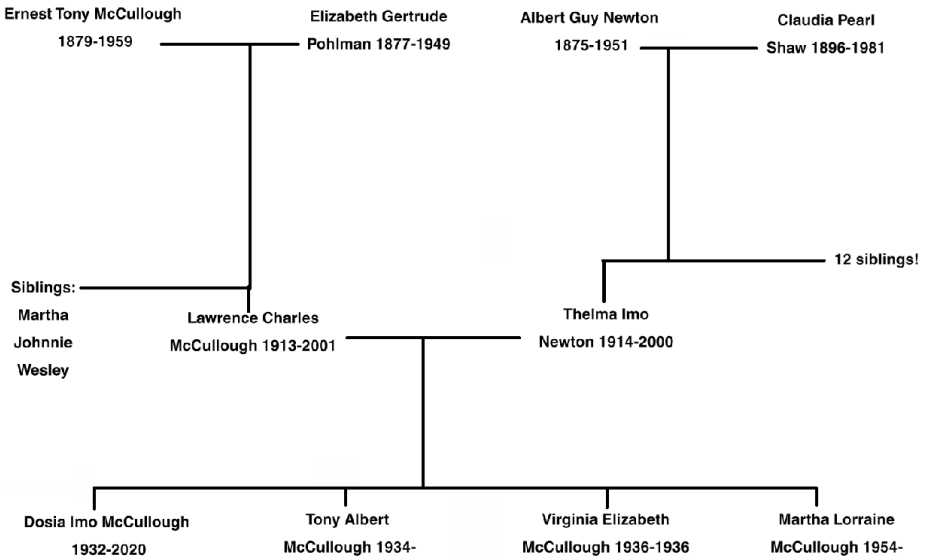 Ernest Tony McCullough
1879-1959
Elizabeth Gertrude
Pohlman 1877-1949
Albert Guy Newton
1875-1951
Claudia Pearl
Shaw 1896-1981
12 siblings!
Siblings:
Martha
Johnnie
Wesley
Lawrence Charles
McCullough 1913-2001
Thelma Imo
Newton 1914-2000
Dosia Imo McCullough
1932-2020
Tony Albert
McCullough 1934-
Virginia Elizabeth
McCullough 1936-1936
Martha Lorraine
McCullough 1954-